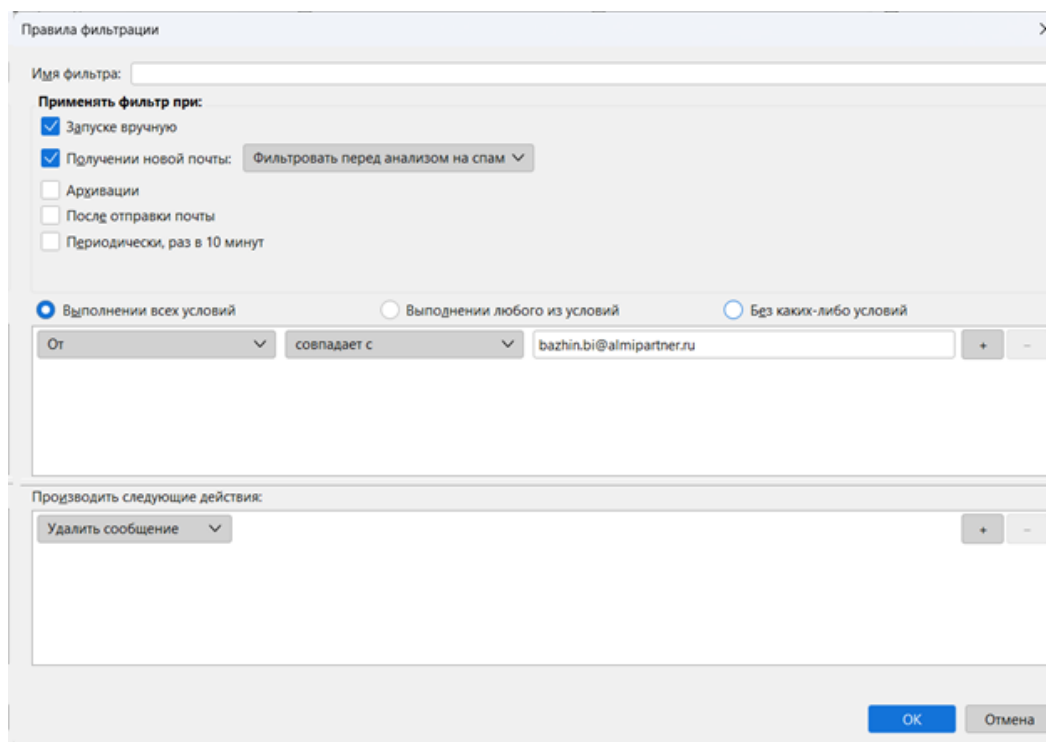 Правила фильтрации
Имя фильтра:
Применять фильтр при:
Запуске вручную
Получении новой почты: Фильтровать перед анализом на спам
Архивации
После отправки почты
Периодически, раз в 10 минут
Выполнении всех условий Выполнении любого из условий Без каких-либо условий
От совпадает с bazhin.bi@almipartner.ru + −
Производить следующие действия:
Удалить сообщение + −
ОК Отмена